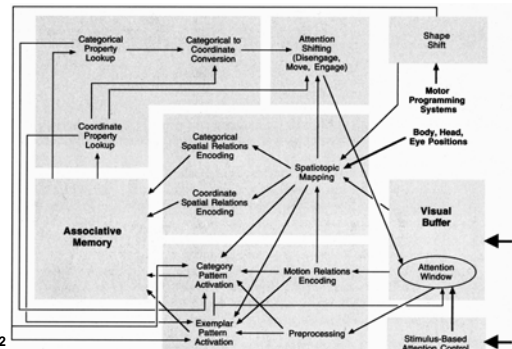 Categorical
Property
Lookup
Categorical to
Coordinate
Conversion
Attention
Shifting
(Disengage,
Move, Engage)
Shape
Shift
Motor
Programming
Systems
Body, Head,
Eye Positions
Coordinate
Property
Lookup
Categorical
Spatial Relations
Encoding
Spatiotopic
Mapping
Coordinate
Spatial Relations
Encoding
Associative
Memory
Visual
Buffer
Category
Pattern
Activation
Motion Relations
Encoding
Attention
Window
Exemplar
Pattern
Activation
Preprocessing
Stimulus-Based
Attention Control
2